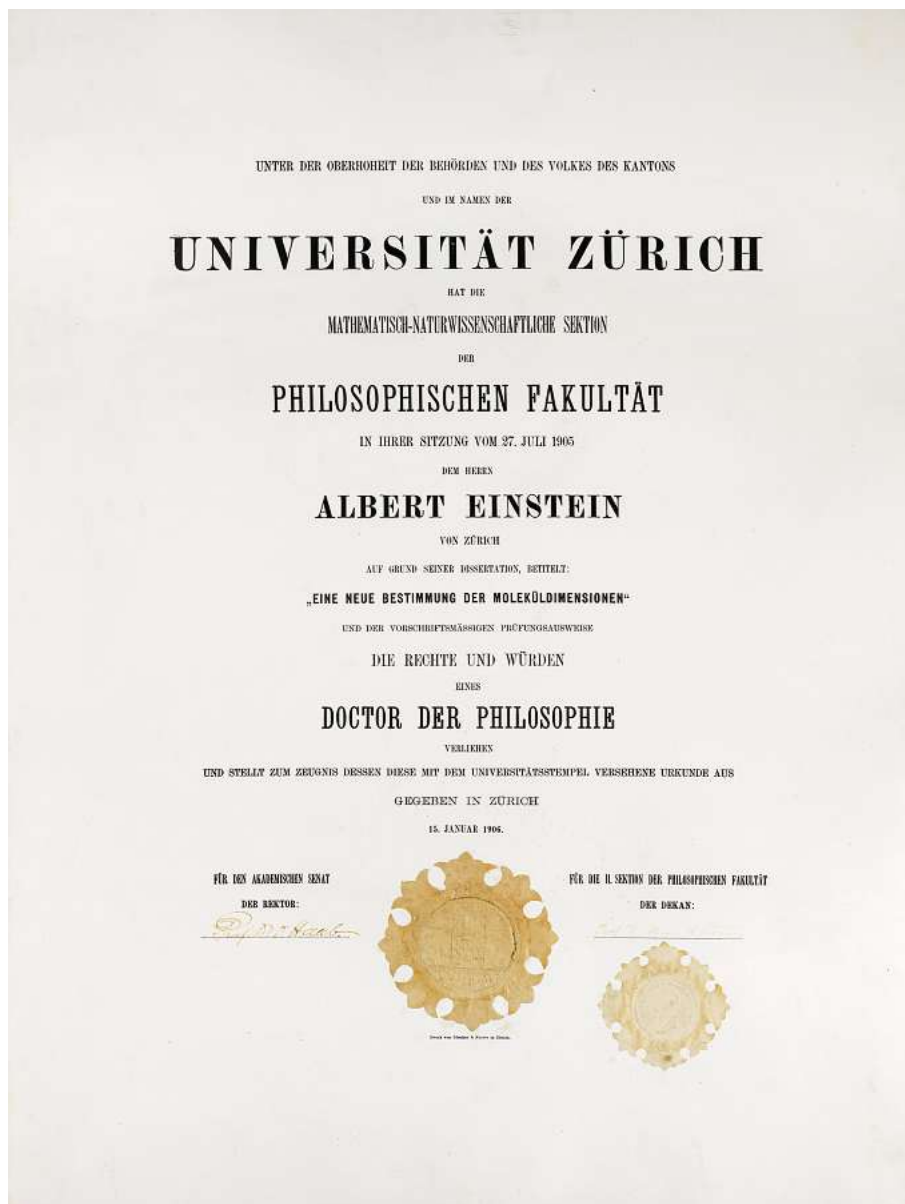 UNTER DER OBERHOHEIT DER BEHÖRDEN UND DES VOLKES DES KANTONS
UND IM NAMEN DER
UNIVERSITÄT ZÜRICH
HAT DIE
MATHEMATISCH-NATURWISSENSCHAFTLICHE SEKTION
DER
PHILOSOPHISCHEN FAKULTÄT
IN IHRER SITZUNG VOM 27. JULI 1905
DEM HERRN
ALBERT EINSTEIN
VON ZÜRICH
AUF GRUND SEINER DISSERTATION, BETITELT:
„EINE NEUE BESTIMMUNG DER MOLEKÜLDIMENSIONEN“
UND DER VORSCHRIFTSMÄSSIGEN PRÜFUNGSAUSWEISE
DIE RECHTE UND WÜRDEN
EINES
DOCTOR DER PHILOSOPHIE
VERLIEHEN
UND STELLT ZUM ZEUGNIS DESSEN DIESE MIT DEM UNIVERSITÄTSSTEMPEL VERSEHENE URKUNDE AUS
GEGEBEN IN ZÜRICH
15. JANUAR 1906.
FÜR DEN AKADEMISCHEN SENAT
DER REKTOR:
FÜR DIE II. SEKTION DER PHILOSOPHISCHEN FAKULTÄT
DER DEKAN: